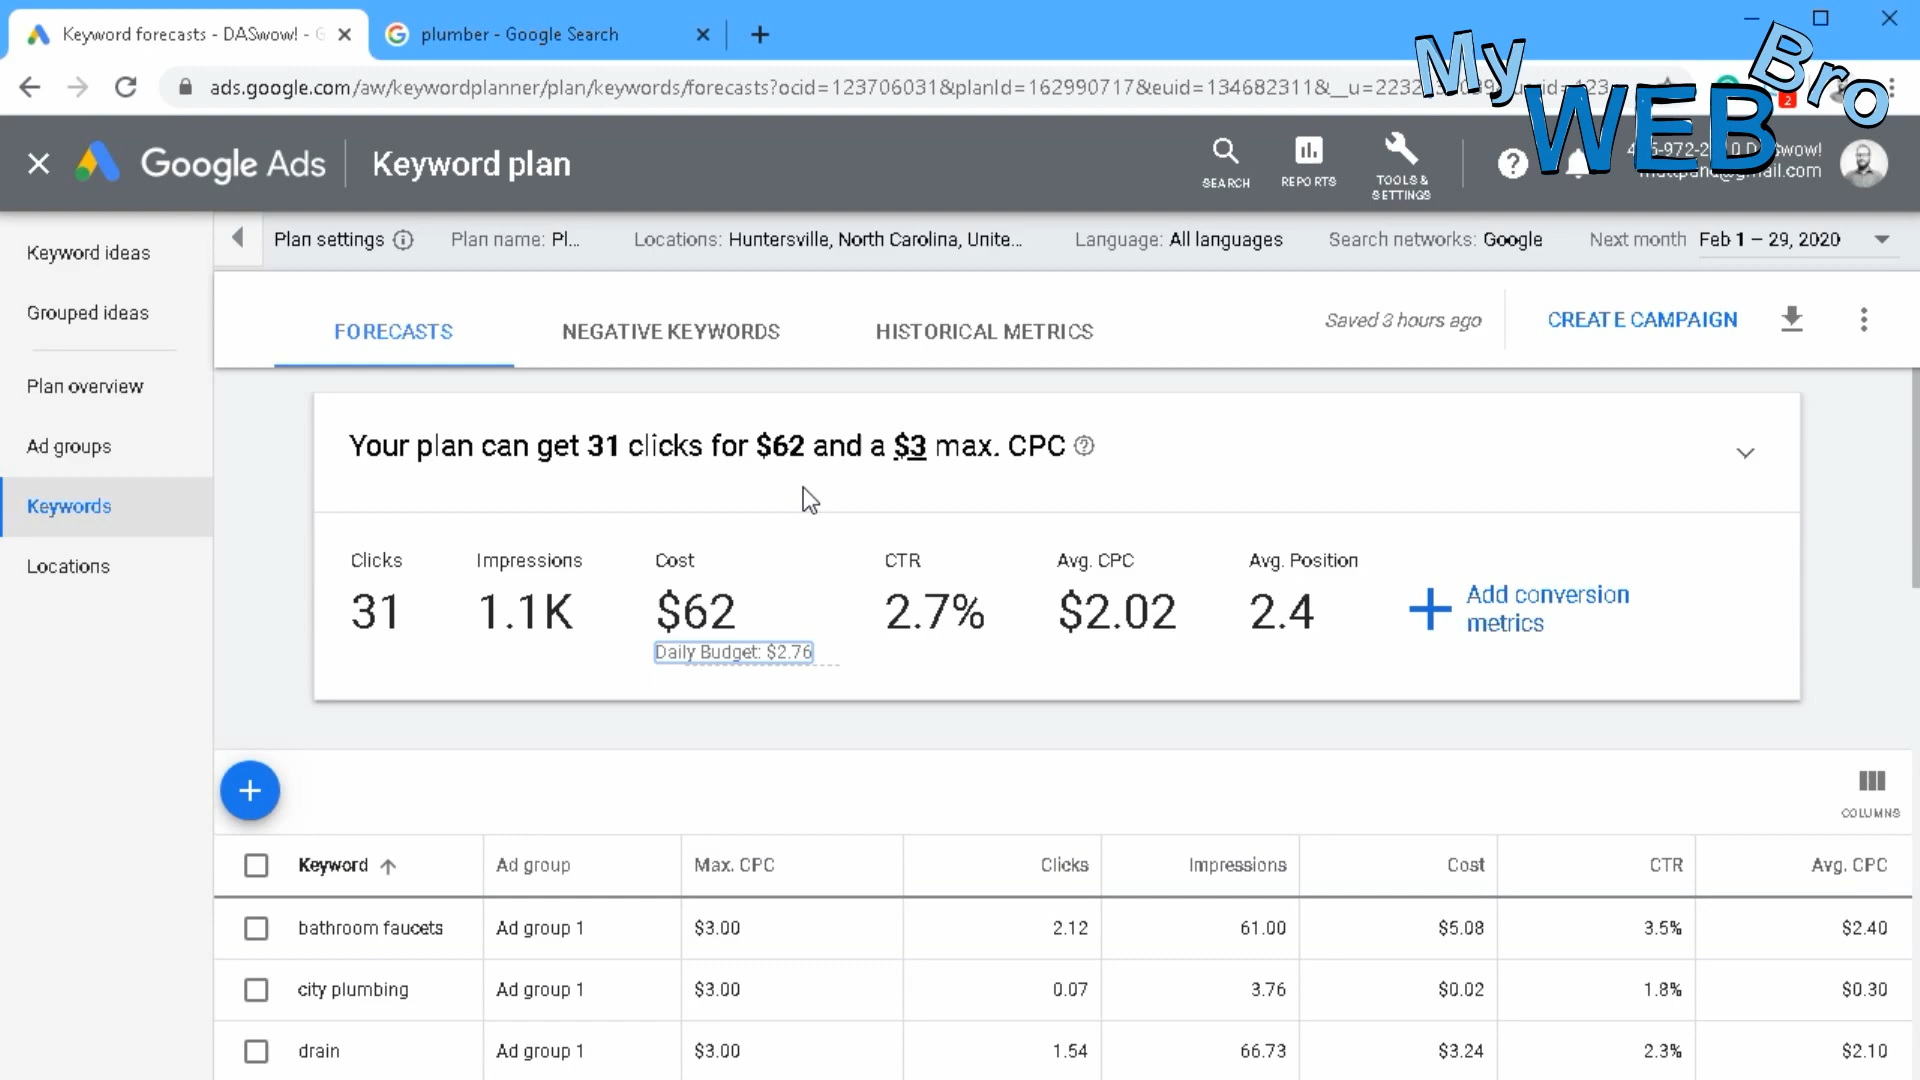 Keyword forecasts - DASwow! - G
plumber - Google Search
ads.google.com/aw/keywordplanner/plan/keywords/forecasts?ocid=123706031&planId=162990717&euid=134682311&__u=2232
My
WEB
Bro
2
Google Ads
Keyword plan
SEARCH
REPORTS
TOOLS &
SETTINGS
Keyword ideas
Grouped ideas
Plan overview
Ad groups
Keywords
Locations
Plan settings
Plan name: Pl...
Locations: Huntersville, North Carolina, Unite...
Language: All languages
Search networks: Google
Next month
Feb 1 – 29, 2020
FORECASTS
NEGATIVE KEYWORDS
HISTORICAL METRICS
Saved 3 hours ago
CREATE CAMPAIGN
Your plan can get 31 clicks for $62 and a $3 max. CPC
Clicks Impressions Cost CTR Avg. CPC Avg. Position
31 1.1K $62 2.7% $2.02 2.4
Daily Budget: $2.76
Add conversion
metrics
COLUMNS
Keyword Ad group Max. CPC Clicks Impressions Cost CTR Avg. CPC
bathroom faucets Ad group 1 $3.00 2.12 61.00 $5.08 3.5% $2.40
city plumbing Ad group 1 $3.00 0.07 3.76 $0.02 1.8% $0.30
drain Ad group 1 $3.00 1.54 66.73 $3.24 2.3% $2.10